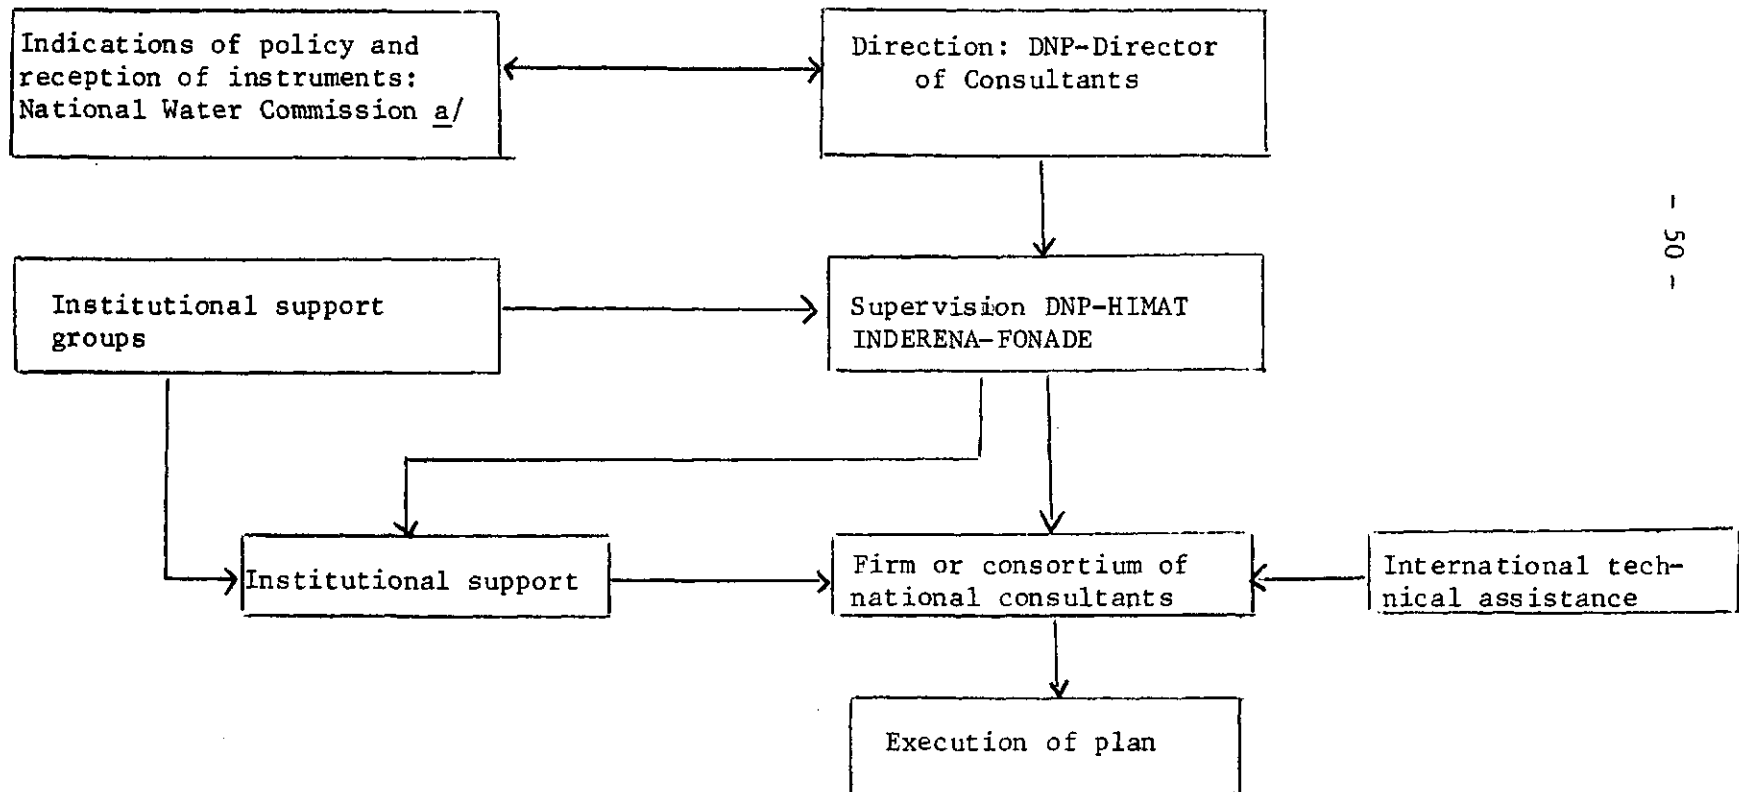 Indications of policy and
reception of instruments:
National Water Commission a/
Direction: DNP-Director
of Consultants
- 50 -
Institutional support
groups
Supervision DNP-HIMAT
INDERENA-FONADE
Institutional support
Firm or consortium of
national consultants
International tech-
nical assistance
Execution of plan